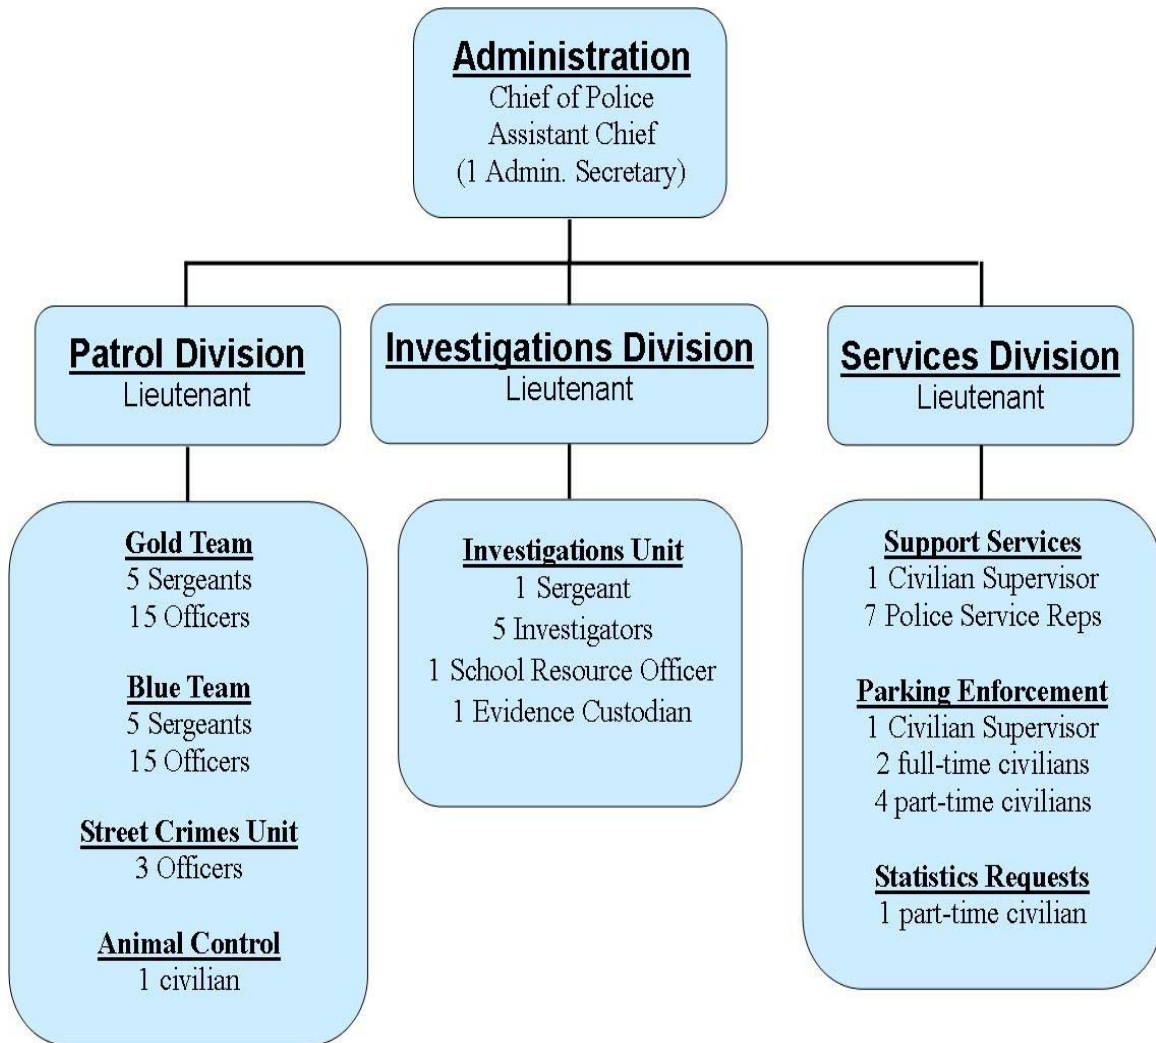 Administration
Chief of Police
Assistant Chief
(1 Admin. Secretary)
Patrol Division
Lieutenant
Investigations Division
Lieutenant
Services Division
Lieutenant
Gold Team
5 Sergeants
15 Officers
Blue Team
5 Sergeants
15 Officers
Street Crimes Unit
3 Officers
Animal Control
1 civilian
Investigations Unit
1 Sergeant
5 Investigators
1 School Resource Officer
1 Evidence Custodian
Support Services
1 Civilian Supervisor
7 Police Service Reps
Parking Enforcement
1 Civilian Supervisor
2 full-time civilians
4 part-time civilians
Statistics Requests
1 part-time civilian